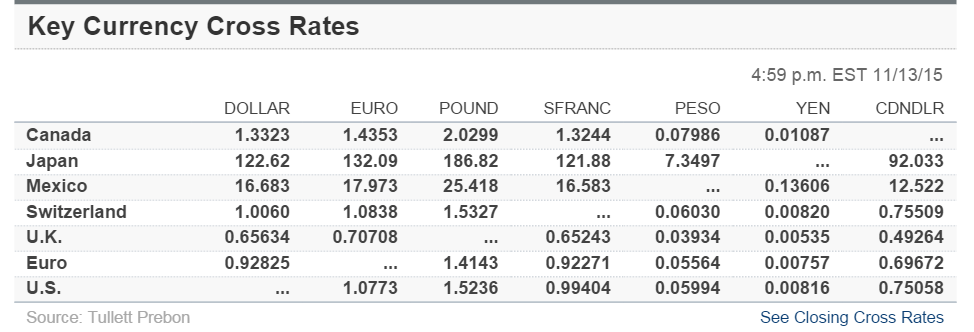 Key Currency Cross Rates
4:59 p.m. EST 11/13/15
DOLLAR EURO POUND SFRANC PESO YEN CDNDLR
Canada 1.3323 1.4353 2.0299 1.3244 0.07986 0.01087 ...
Japan 122.62 132.09 186.82 121.88 7.3497 ... 92.033
Mexico 16.683 17.973 25.418 16.583 ... 0.13606 12.522
Switzerland 1.0060 1.0838 1.5327 ... 0.06030 0.00820 0.75509
U.K. 0.65634 0.70708 ... 0.65243 0.03934 0.00535 0.49264
Euro 0.92825 ... 1.4143 0.92271 0.05564 0.00757 0.69672
U.S. ... 1.0773 1.5236 0.99404 0.05994 0.00816 0.75058
Source: Tullett Prebon See Closing Cross Rates